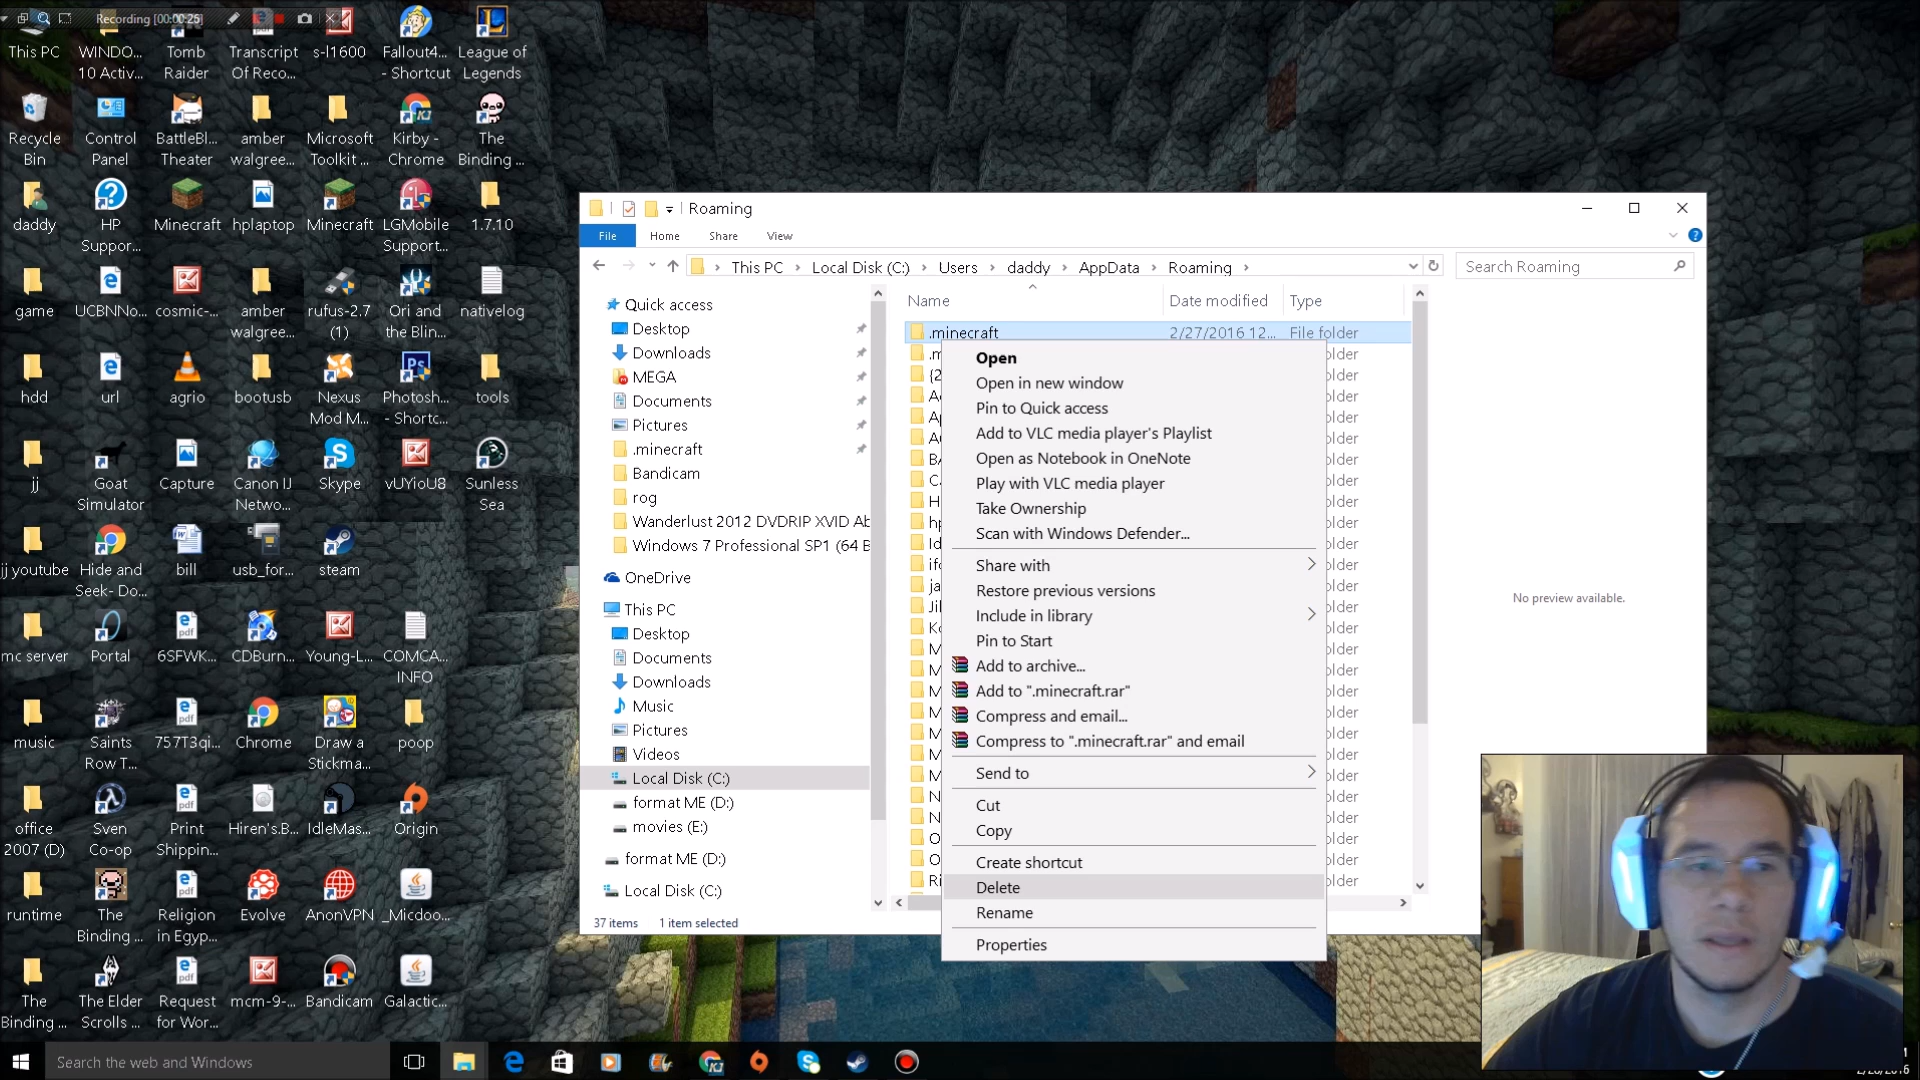 Recording [00:00:25]
This PC
WINDO... 10 Activ...
Tomb Raider
Transcript Of Reco...
s-l1600
Fallout4... - Shortcut
League of Legends
Recycle Bin
Control Panel
BattleBl... Theater
amber walgree...
Microsoft Toolkit ...
Kirby - Chrome
The Binding ...
daddy
HP Suppor...
Minecraft
hplaptop
Minecraft
LGMobile Support...
1.7.10
game
UCBNNo...
cosmic-...
amber walgree...
rufus-2.7 (1)
Ori and the Blin...
nativelog
hdd
url
agrio
bootusb
Nexus Mod M...
Photosh... - Shortc...
tools
jj
Goat Simulator
Capture
Canon IJ Netwo...
Skype
vUYioU8
Sunless Sea
jj youtube
Hide and Seek- Do...
bill
usb_for...
steam
mc server
Portal
6SFWK...
CDBurn...
Young-L...
COMCA... INFO
music
Saints Row T...
757T3qi...
Chrome
Draw a Stickma...
poop
office 2007 (D)
Sven Co-op
Print Shippin...
Hiren's.B...
IdleMas...
Origin
runtime
The Binding ...
Religion in Egyp...
Evolve
AnonVPN
_Micdoo...
The Binding ...
The Elder Scrolls ...
Request for Wor...
mcm-9-...
Bandicam
Galactic...
Roaming
File Home Share View
This PC > Local Disk (C:) > Users > daddy > AppData > Roaming >
Search Roaming
Quick access
Desktop
Downloads
MEGA
Documents
Pictures
.minecraft
Bandicam
rog
Wanderlust 2012 DVDRIP XVID Ab
Windows 7 Professional SP1 (64 B
OneDrive
This PC
Desktop
Documents
Downloads
Music
Pictures
Videos
Local Disk (C:)
format ME (D:)
movies (E:)
format ME (D:)
Local Disk (C:)
37 items 1 item selected
Name Date modified Type
.minecraft 2/27/2016 12... File folder
Open
Open in new window
Pin to Quick access
Add to VLC media player's Playlist
Open as Notebook in OneNote
Play with VLC media player
Take Ownership
Scan with Windows Defender...
Share with
Restore previous versions
Include in library
Pin to Start
Add to archive...
Add to ".minecraft.rar"
Compress and email...
Compress to ".minecraft.rar" and email
Send to
Cut
Copy
Create shortcut
Delete
Rename
Properties
No preview available.
Search the web and Windows